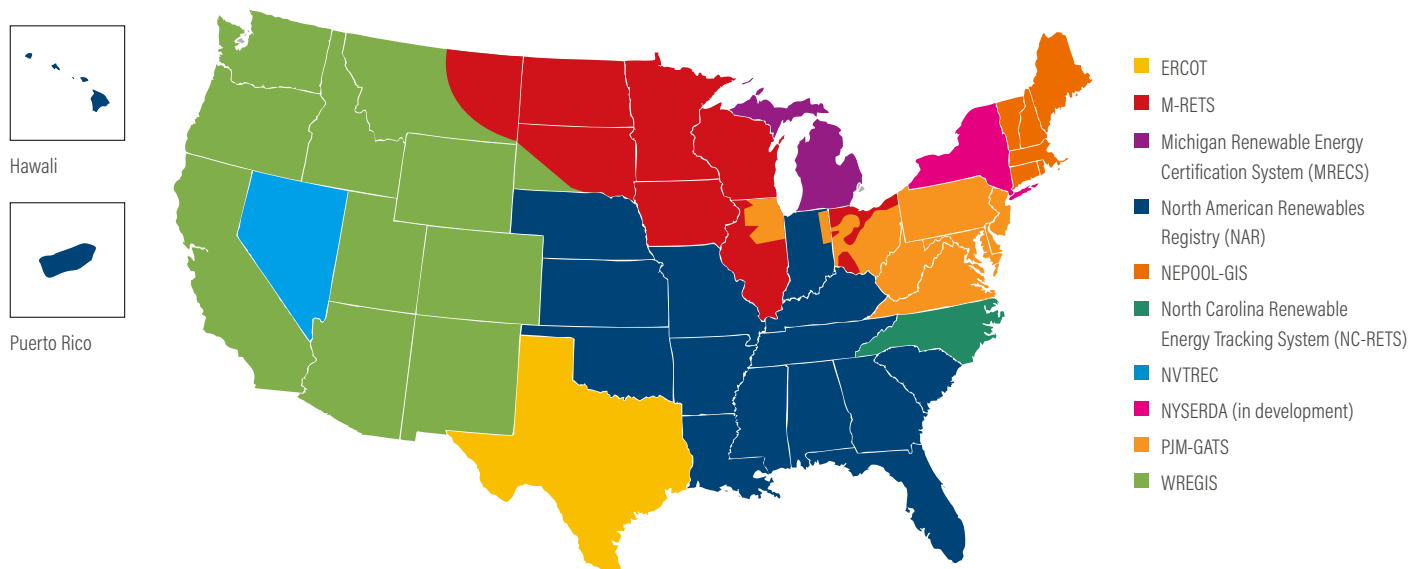 Hawali
Puerto Rico
ERCOT
M-RETS
Michigan Renewable Energy
Certification System (MRECS)
North American Renewables
Registry (NAR)
NEPOOL-GIS
North Carolina Renewable
Energy Tracking System (NC-RETS)
NVTREC
NYSERDA (in development)
PJM-GATS
WREGIS